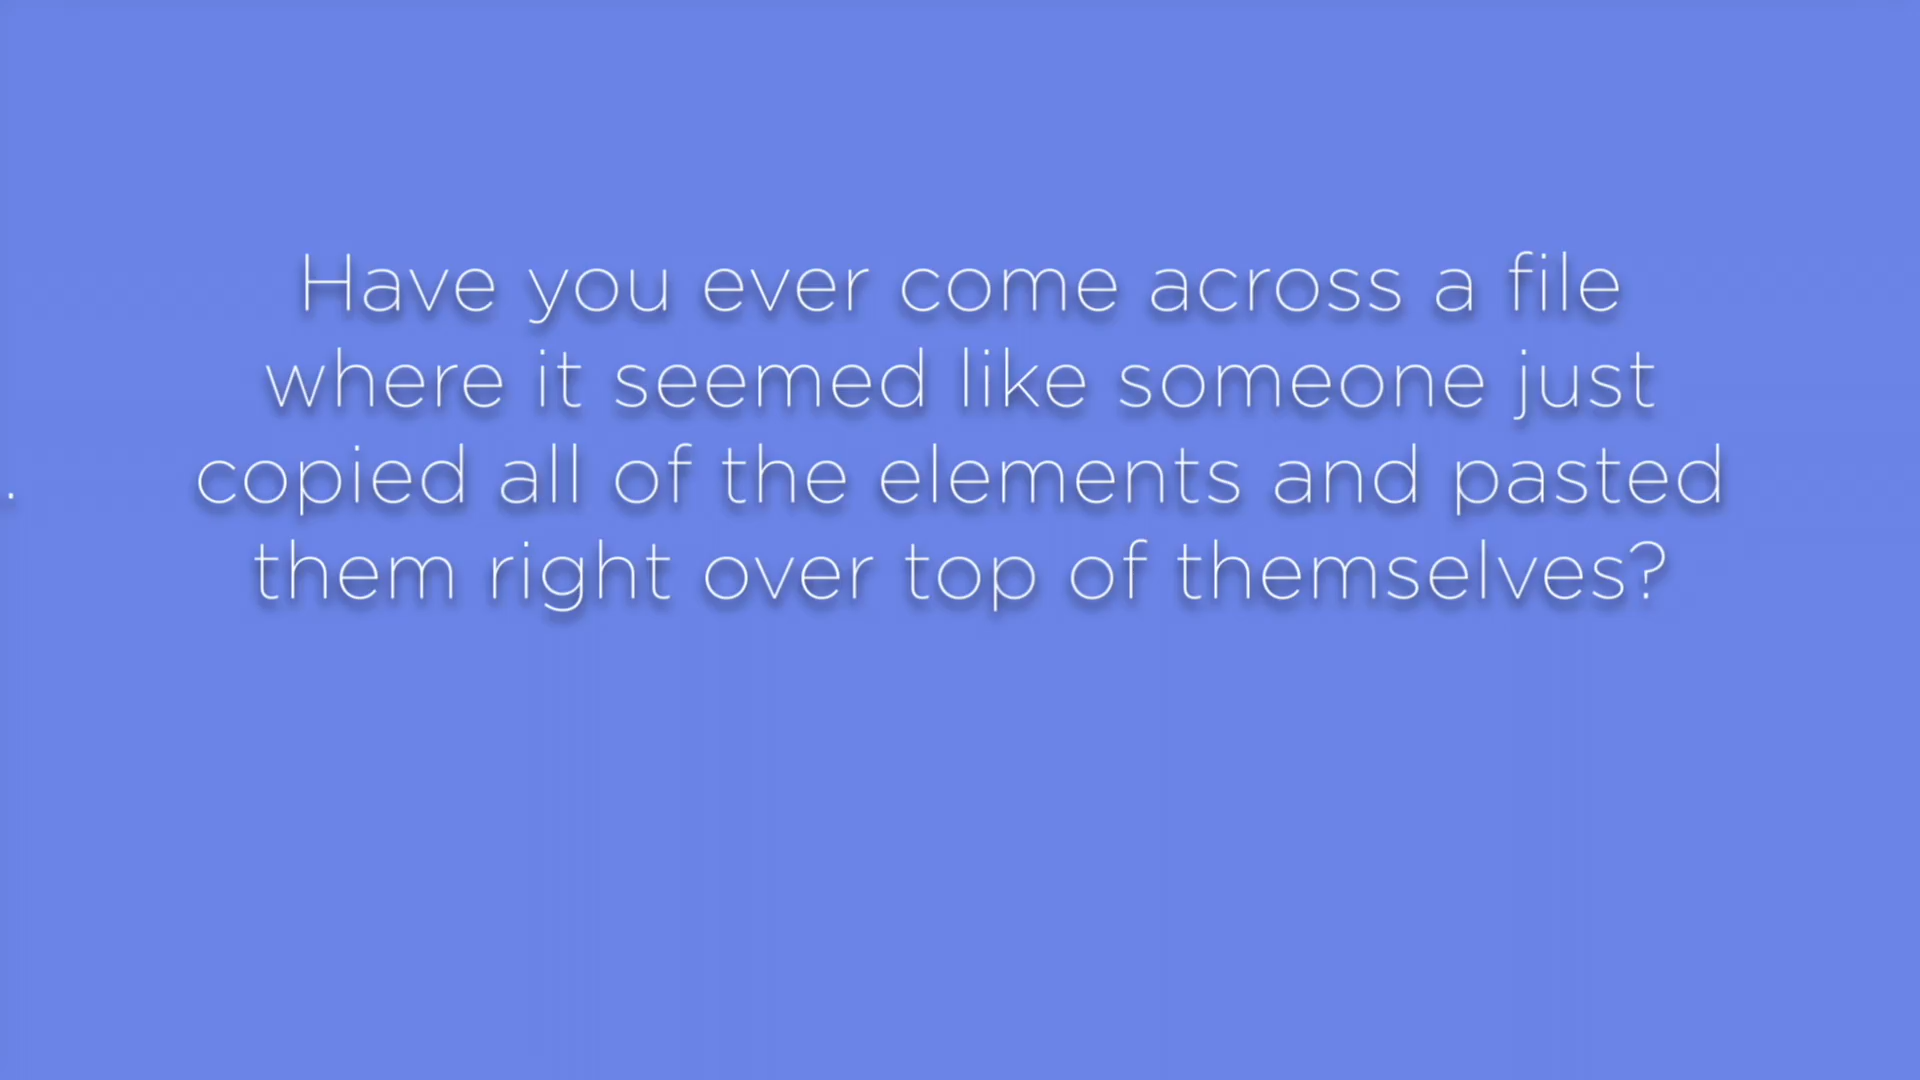 Have you ever come across a file
where it seemed like someone just
copied all of the elements and pasted
them right over top of themselves?